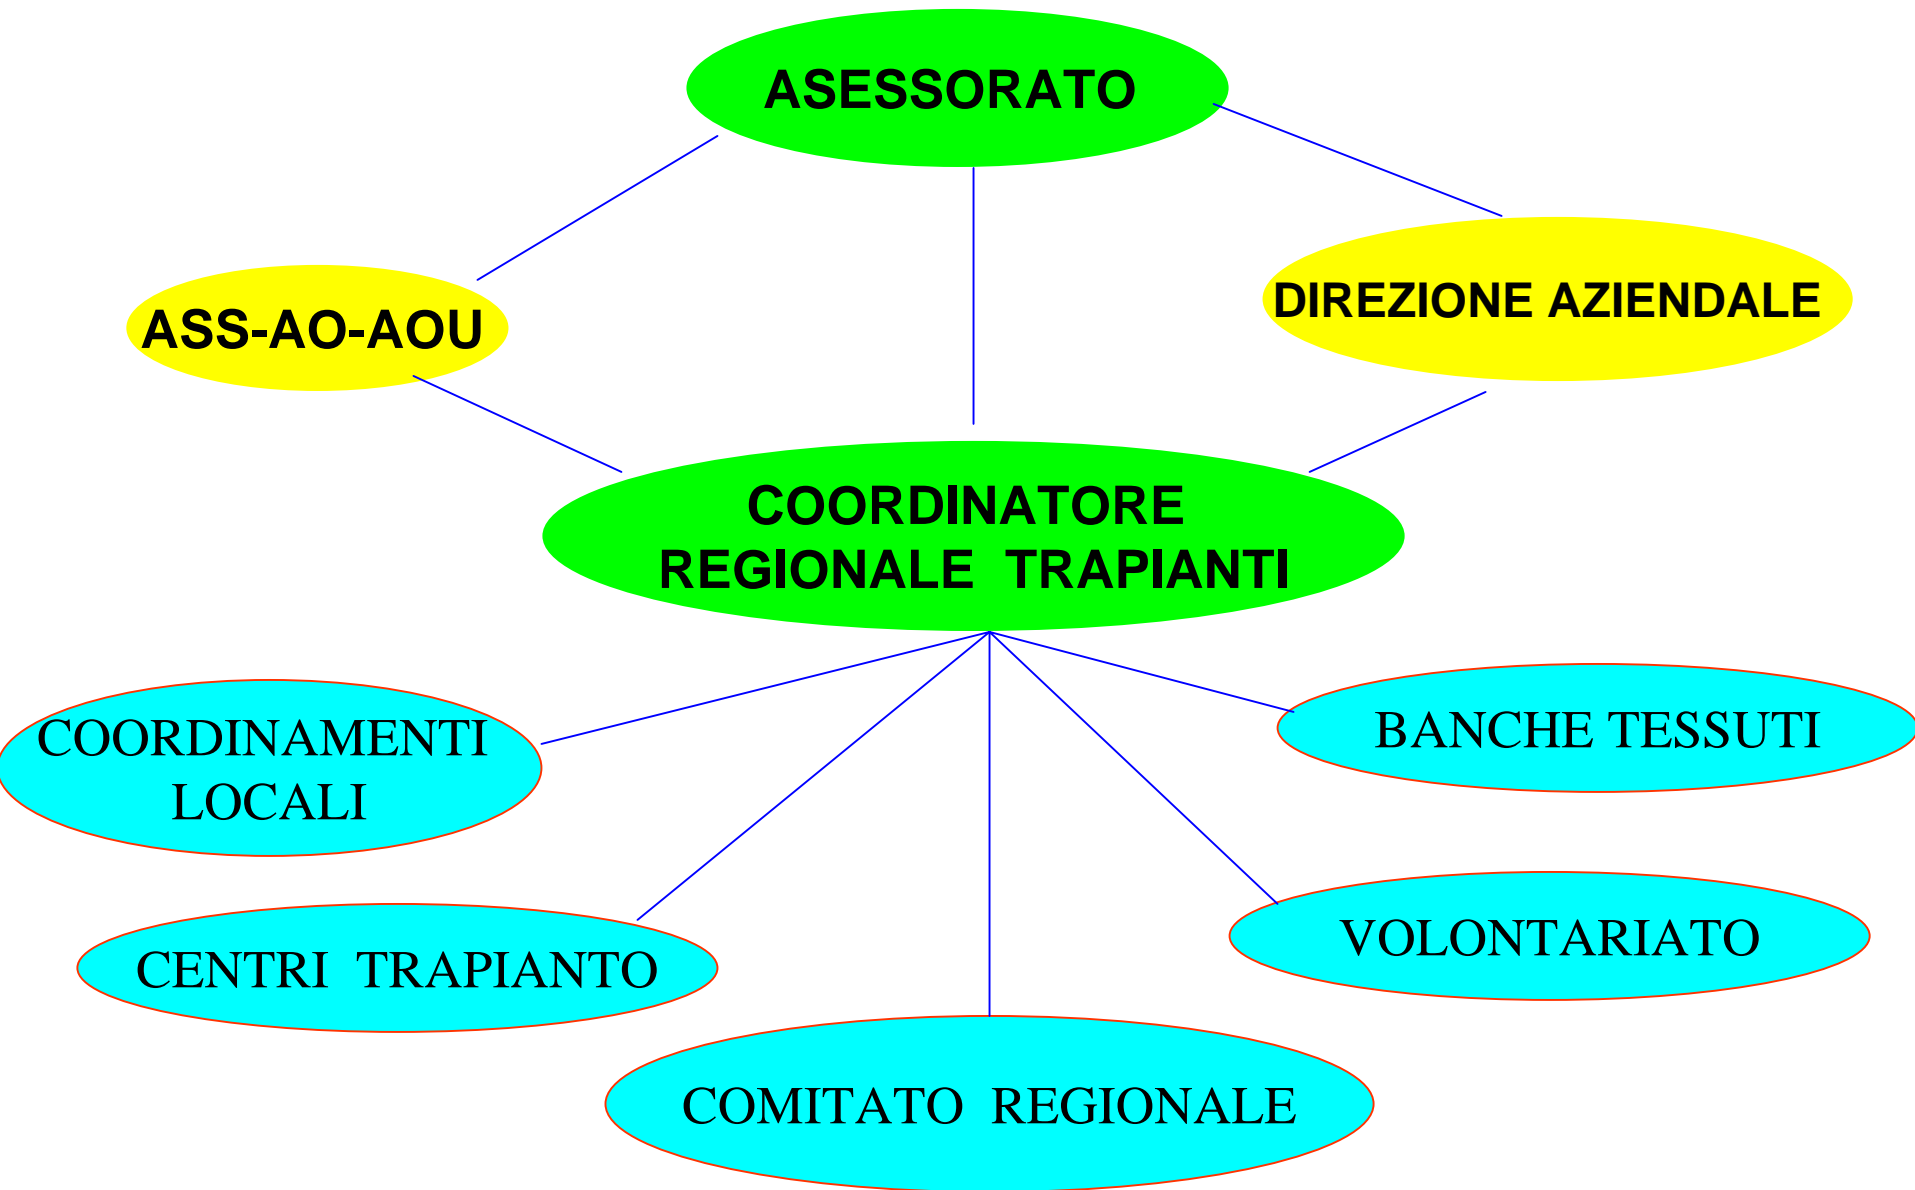 ASESSORATO
ASS-AO-AOU
DIREZIONE AZIENDALE
COORDINATORE
REGIONALE TRAPIANTI
COORDINAMENTI
LOCALI
BANCHE TESSUTI
CENTRI TRAPIANTO
VOLONTARIATO
COMITATO REGIONALE